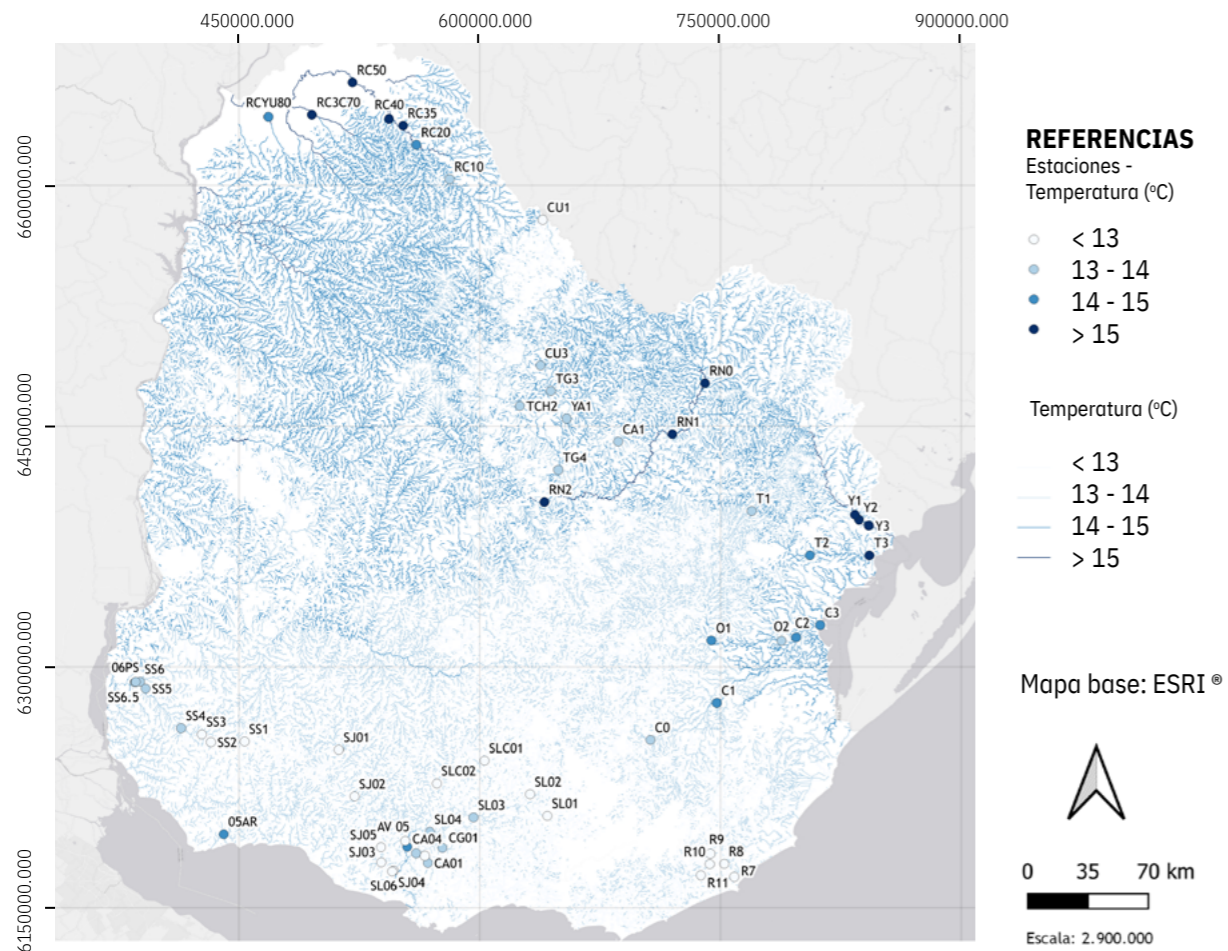 450000.000 600000.000 750000.000 900000.000
6600000.000
6450000.000
6300000.000
6150000.000
RC50
RCYU80 RC3C70 RC40 RC35
RC20
RC10
CU1
CU3
TG3
TCH2 YA1
CA1
TG4
RN0
RN1
RN2
T1
Y1 Y2
Y3
T2 T3
C3
O1 O2 C2
C1
C0
06PS SS6
SS6.5 SS5
SS4 SS3
SS2 SS1
SJ01
SLC01
SJ02 SLC02
SL02
SL01
SL03
05AR
AV 05 SL04
SJ05 CA04 CG01
SJ03 CA01
SL06 SJ04
R9
R10 R8
R11 R7
REFERENCIAS
Estaciones -
Temperatura (ºC)
< 13
13 - 14
14 - 15
> 15
Temperatura (ºC)
< 13
13 - 14
14 - 15
> 15
Mapa base: ESRI ®
0 35 70 km
Escala: 2.900.000